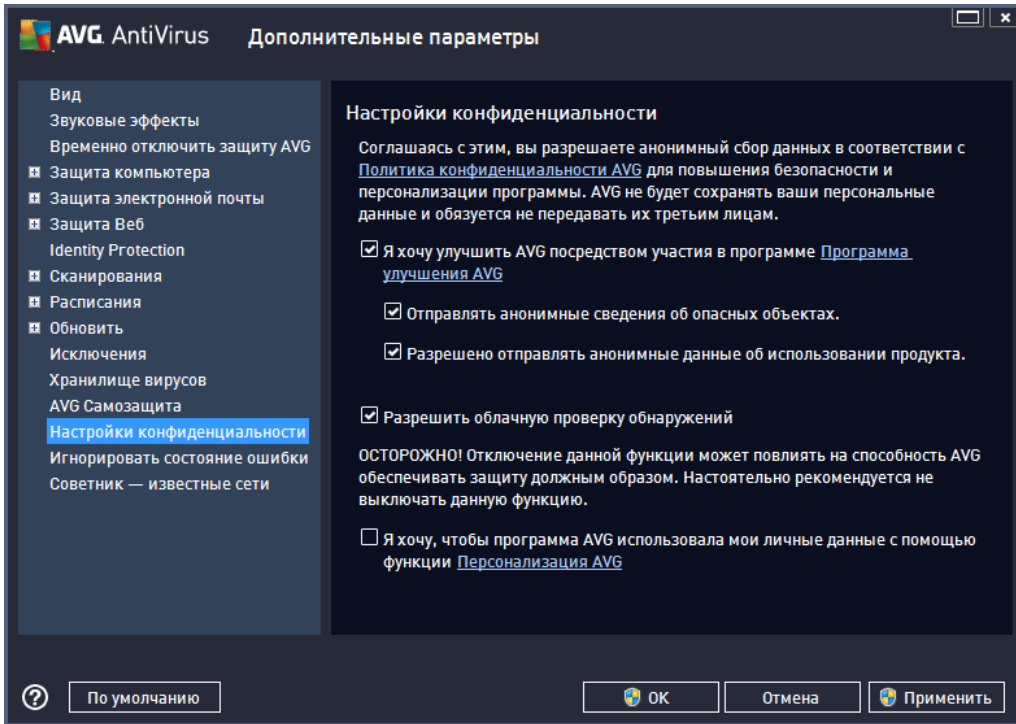 AVG. AntiVirus Дополнительные параметры
Вид
Звуковые эффекты
Временно отключить защиту AVG
Защита компьютера
Защита электронной почты
Защита Веб
Identity Protection
Сканирования
Расписания
Обновить
Исключения
Хранилище вирусов
AVG Самозащита
Настройки конфиденциальности
Игнорировать состояние ошибки
Советник — известные сети
Настройки конфиденциальности
Соглашаясь с этим, вы разрешаете анонимный сбор данных в соответствии с
Политика конфиденциальности AVG для повышения безопасности и
персонализации программы. AVG не будет сохранять ваши персональные
данные и обязуется не передавать их третьим лицам.
Я хочу улучшить AVG посредством участия в программе Программа
улучшения AVG
Отправлять анонимные сведения об опасных объектах.
Разрешено отправлять анонимные данные об использовании продукта.
Разрешить облачную проверку обнаружений
ОСТОРОЖНО! Отключение данной функции может повлиять на способность AVG
обеспечивать защиту должным образом. Настоятельно рекомендуется не
выключать данную функцию.
Я хочу, чтобы программа AVG использовала мои личные данные с помощью
функции Персонализация AVG
? По умолчанию OK Отмена Применить